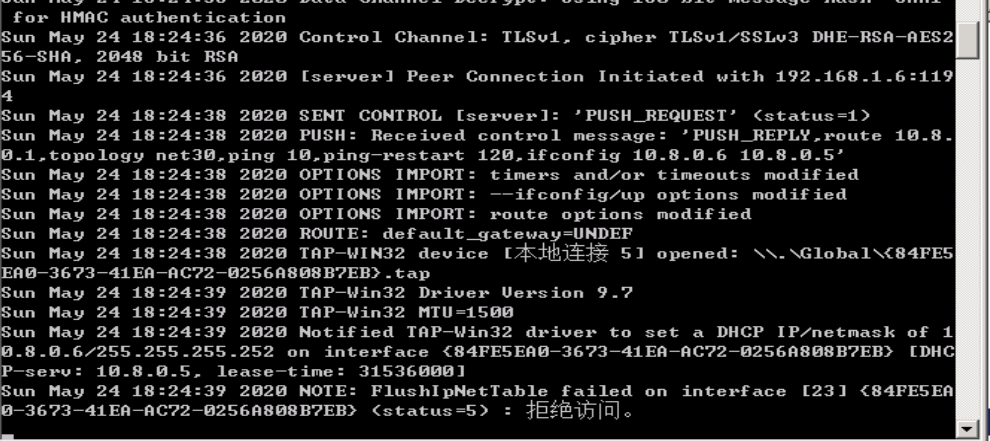 for HMAC authentication
Sun May 24 18:24:36 2020 Control Channel: TLSv1, cipher TLSv1/SSLv3 DHE-RSA-AES2
56-SHA, 2048 bit RSA
Sun May 24 18:24:36 2020 [server] Peer Connection Initiated with 192.168.1.6:119
4
Sun May 24 18:24:38 2020 SENT CONTROL [server]: 'PUSH_REQUEST' (status=1)
Sun May 24 18:24:38 2020 PUSH: Received control message: 'PUSH_REPLY,route 10.8.
0.1,topology net30,ping 10,ping-restart 120,ifconfig 10.8.0.6 10.8.0.5'
Sun May 24 18:24:38 2020 OPTIONS IMPORT: timers and/or timeouts modified
Sun May 24 18:24:38 2020 OPTIONS IMPORT: --ifconfig/up options modified
Sun May 24 18:24:38 2020 OPTIONS IMPORT: route options modified
Sun May 24 18:24:38 2020 ROUTE: default_gateway=UNDEF
Sun May 24 18:24:38 2020 TAP-WIN32 device [本地连接 5] opened: \\.\Global\{84FE5
EA0-3673-41EA-AC72-0256A808B7EB}.tap
Sun May 24 18:24:39 2020 TAP-Win32 Driver Version 9.7
Sun May 24 18:24:39 2020 TAP-Win32 MTU=1500
Sun May 24 18:24:39 2020 Notified TAP-Win32 driver to set a DHCP IP/netmask of 1
0.8.0.6/255.255.255.252 on interface {84FE5EA0-3673-41EA-AC72-0256A808B7EB} [DHC
P-serv: 10.8.0.5, lease-time: 31536000]
Sun May 24 18:24:39 2020 NOTE: FlushIpNetTable failed on interface [23] {84FE5EA
0-3673-41EA-AC72-0256A808B7EB} (status=5) : 拒绝访问。